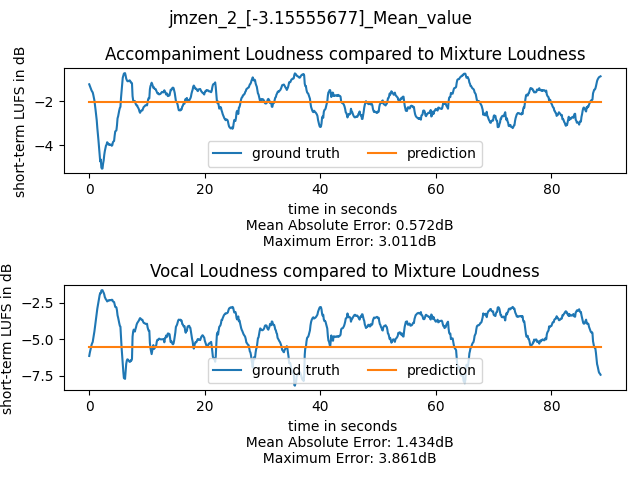 jmzen_2_[-3.15555677]_Mean_value
Accompaniment Loudness compared to Mixture Loudness
short-term LUFS in dB
−2
−4
ground truth
prediction
0
20
40
60
80
time in seconds
Mean Absolute Error: 0.572dB
Maximum Error: 3.011dB
Vocal Loudness compared to Mixture Loudness
short-term LUFS in dB
−2.5
−5.0
−7.5
ground truth
prediction
0
20
40
60
80
time in seconds
Mean Absolute Error: 1.434dB
Maximum Error: 3.861dB